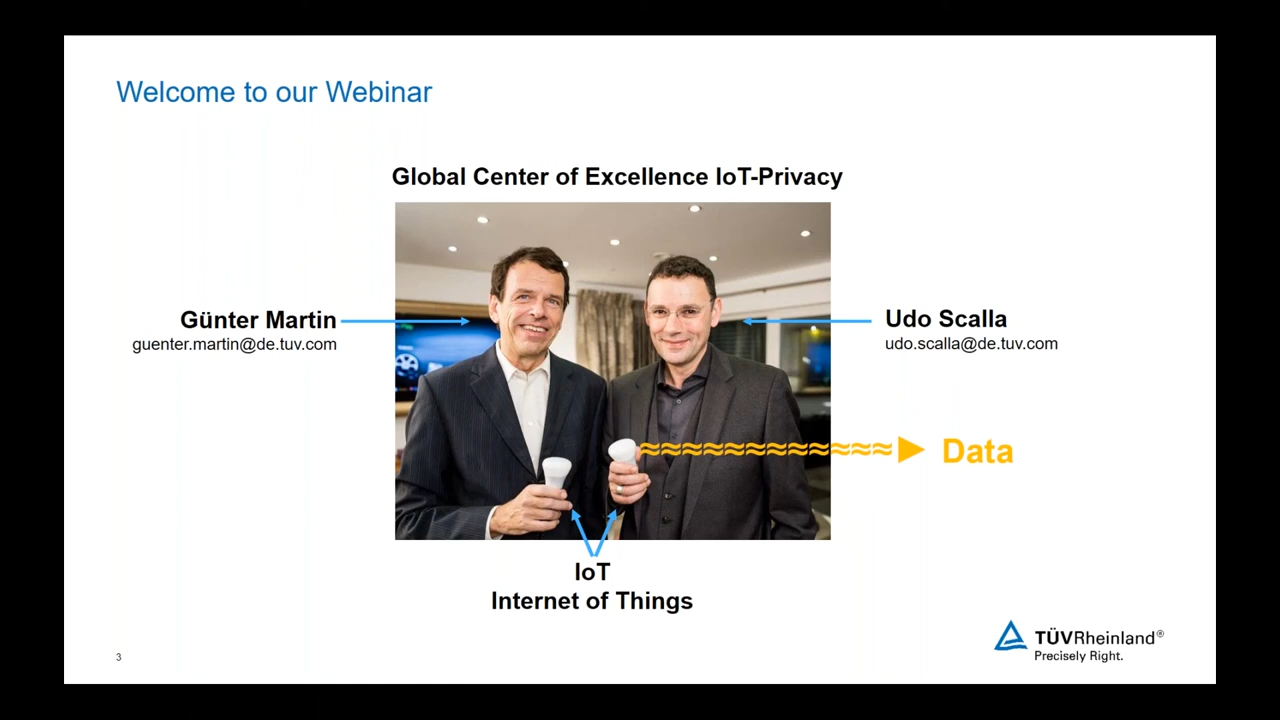 Welcome to our Webinar
Global Center of Excellence IoT-Privacy
Günter Martin
guenter.martin@de.tuv.com
Udo Scalla
udo.scalla@de.tuv.com
Data
IoT
Internet of Things
3
TÜVRheinland®
Precisely Right.